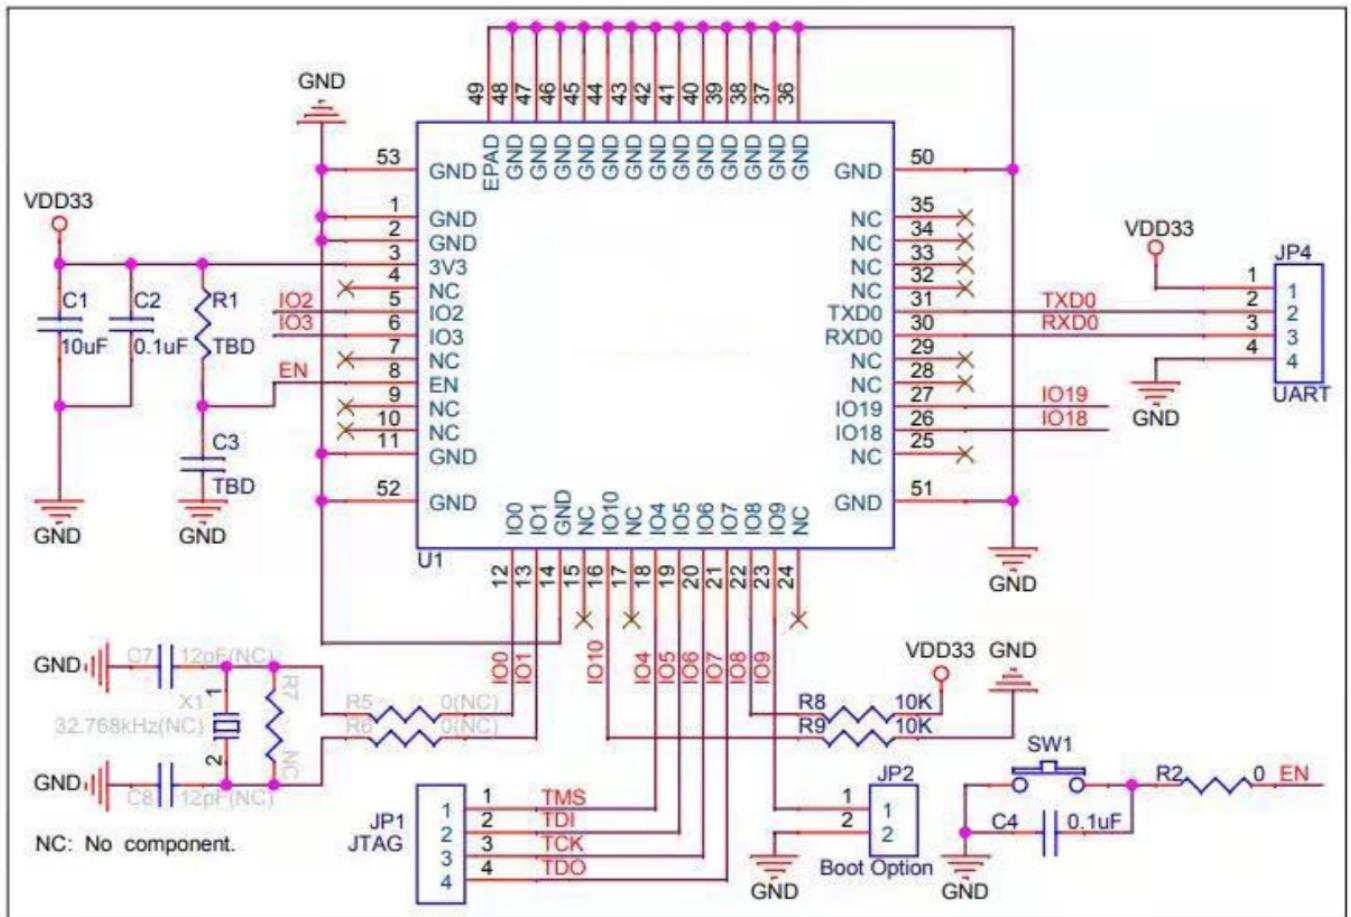 49 48 47 46 45 44 43 42 41 40 39 38 37 36
EPAD GND GND GND GND GND GND GND GND GND GND GND GND GND
GND
53 GND
1 GND
2 GND
3 3V3
4 NC
5 IO2
6 IO3
7 NC
8 EN
9 NC
10 NC
11 GND
52 GND
GND 50
NC 35
NC 34
NC 33
NC 32
TXD0 31
RXD0 30
NC 29
NC 28
IO19 27
IO18 26
NC 25
GND 51
GND
U1
IO0 IO1 GND NC IO10 NC IO4 IO5 IO6 IO7 IO8 IO9 NC
12 13 14 15 16 17 18 19 20 21 22 23 24
IO0 IO1 IO10 IO4 IO5 IO6 IO7 IO8 IO9
VDD33
C1
10uF
C2
0.1uF
R1
TBD
IO2
IO3
EN
C3
TBD
GND
GND
TXD0
RXD0
IO19
IO18
VDD33
GND
JP4
1 1
2 2
3 3
4 4
UART
GND C7 12pF(NC)
X1 1
32.768kHz(NC)
2
R7 NC
GND C8 12pF(NC)
R5 0(NC)
R6 0(NC)
NC: No component.
JP1
JTAG
1 1 TMS
2 2 TDI
3 3 TCK
4 4 TDO
VDD33 GND
R8 10K
R9 10K
JP2
1 1
2 2
Boot Option
GND
SW1
C4 0.1uF
R2 0 EN
GND